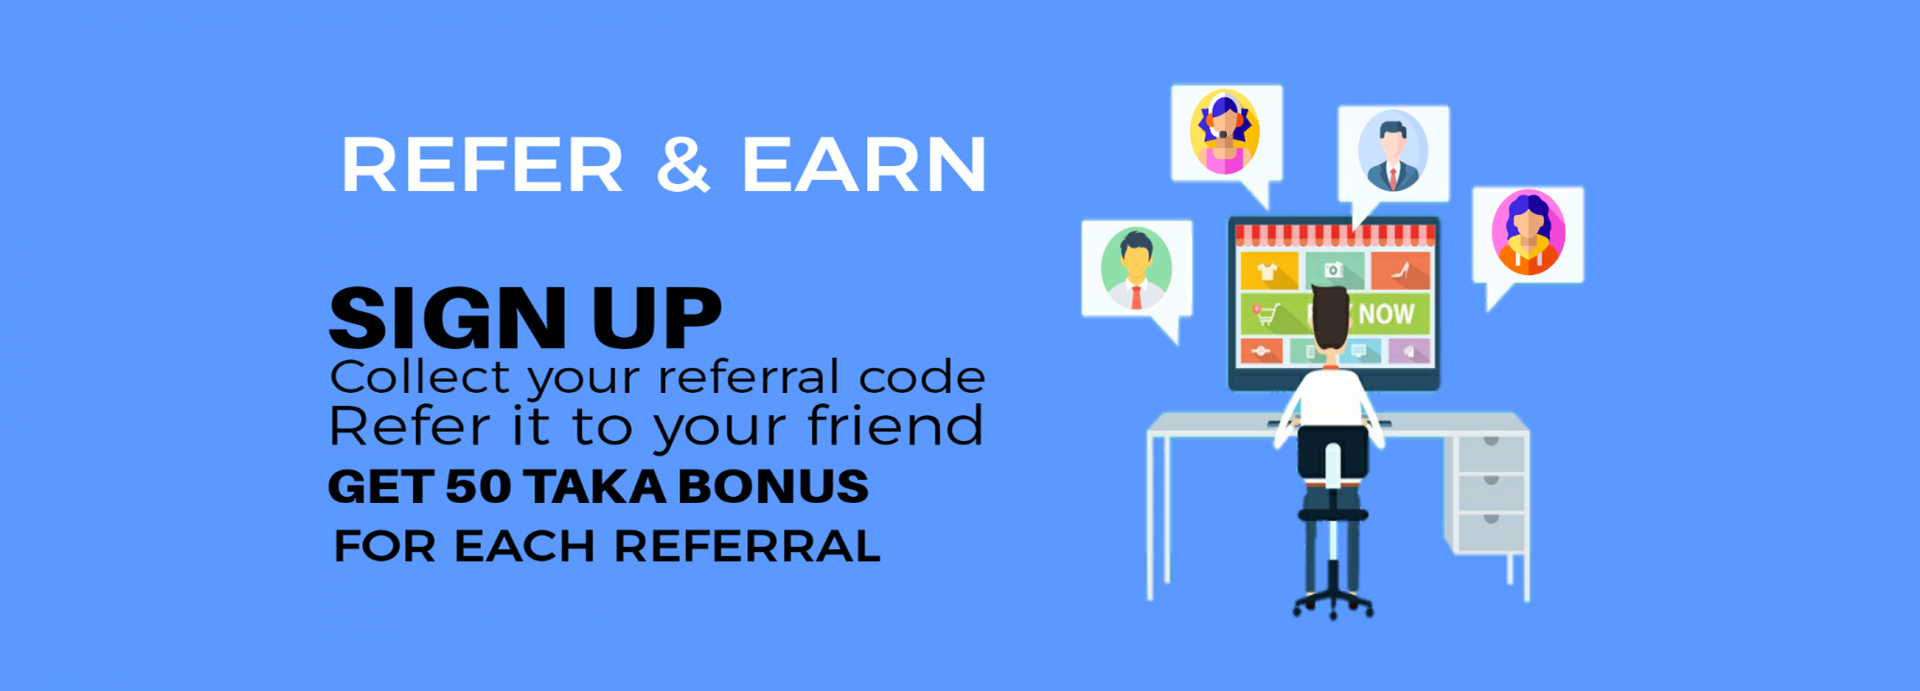 REFER & EARN
SIGN UP
Collect your referral code
Refer it to your friend
GET 50 TAKA BONUS
FOR EACH REFERRAL
NOW